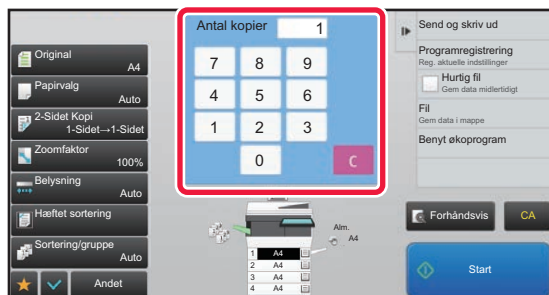 Original
A4
Papirvalg
Auto
2-Sidet Kopi
1-Sidet→1-Sidet
Zoomfaktor
100%
Belysning
Auto
Hæftet sortering
Sortering/gruppe
Auto
Andet
Antal kopier 1
7 8 9
4 5 6
1 2 3
0 C
Alm.
A4
1 A4
2 A4
3 A4
4 A4
Send og skriv ud
Programregistrering
Reg. aktuelle indstillinger
Hurtig fil
Gem data midlertidigt
Fil
Gem data i mappe
Benyt økoprogram
Forhåndsvis CA
Start